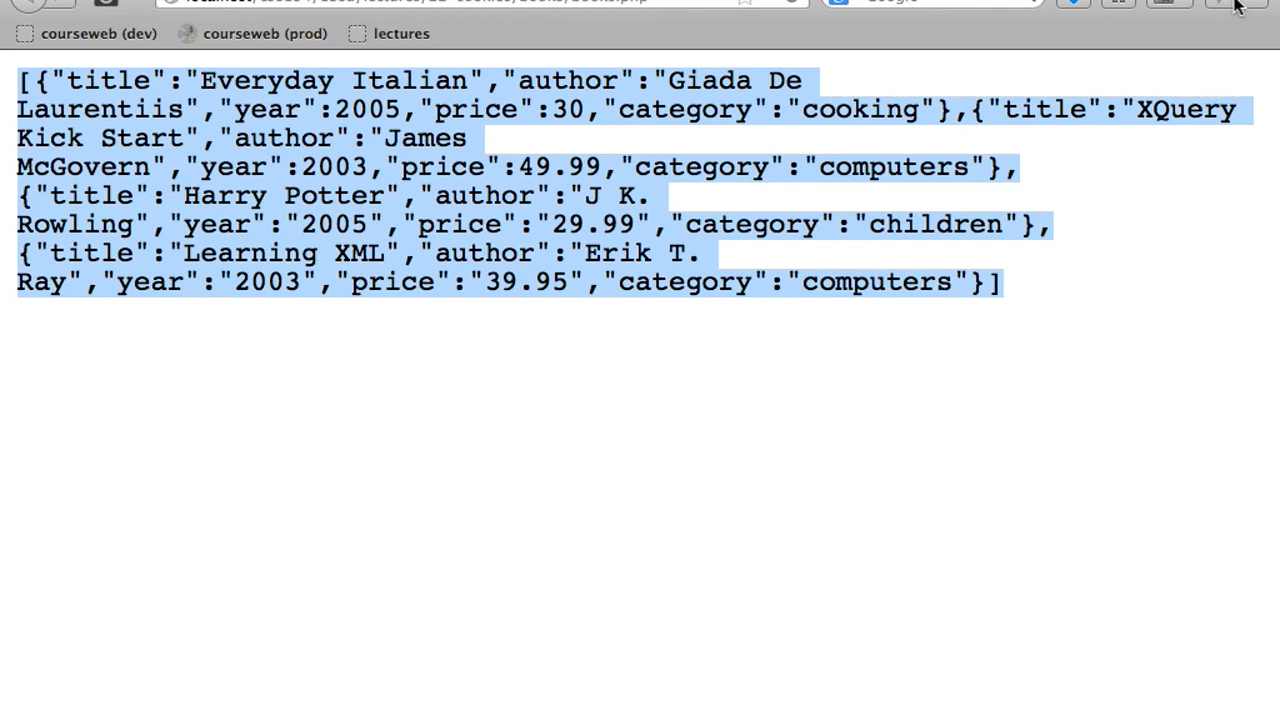 courseweb (dev) courseweb (prod) lectures
[{"title":"Everyday Italian","author":"Giada De
Laurentiis","year":2005,"price":30,"category":"cooking"},{"title":"XQuery
Kick Start","author":"James
McGovern","year":2003,"price":49.99,"category":"computers"},
{"title":"Harry Potter","author":"J K.
Rowling","year":"2005","price":"29.99","category":"children"},
{"title":"Learning XML","author":"Erik T.
Ray","year":"2003","price":"39.95","category":"computers"}]